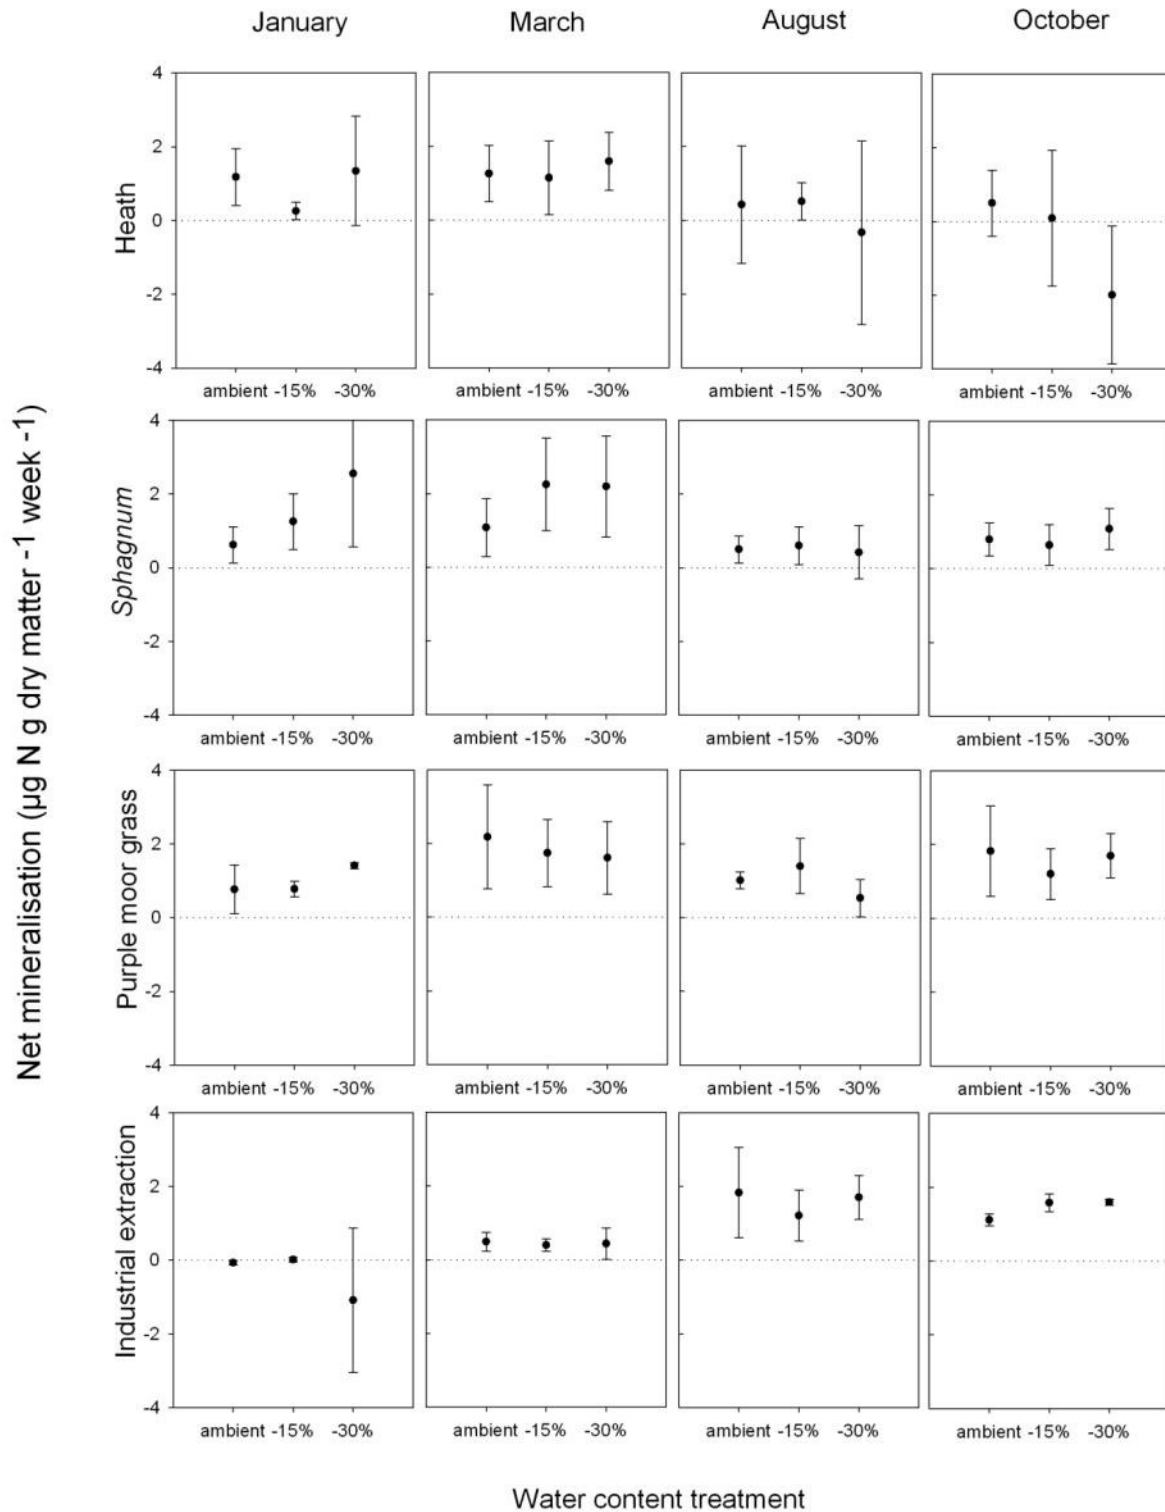 January March August October
4
2
0
-2
-4
Heath
ambient -15% -30% ambient -15% -30% ambient -15% -30% ambient -15% -30%
4
2
0
-2
-4
Sphagnum
ambient -15% -30% ambient -15% -30% ambient -15% -30% ambient -15% -30%
4
2
0
-2
-4
Purple moor grass
ambient -15% -30% ambient -15% -30% ambient -15% -30% ambient -15% -30%
4
2
0
-2
-4
Industrial extraction
ambient -15% -30% ambient -15% -30% ambient -15% -30% ambient -15% -30%
Net mineralisation (µg N g dry matter -1 week -1)
Water content treatment